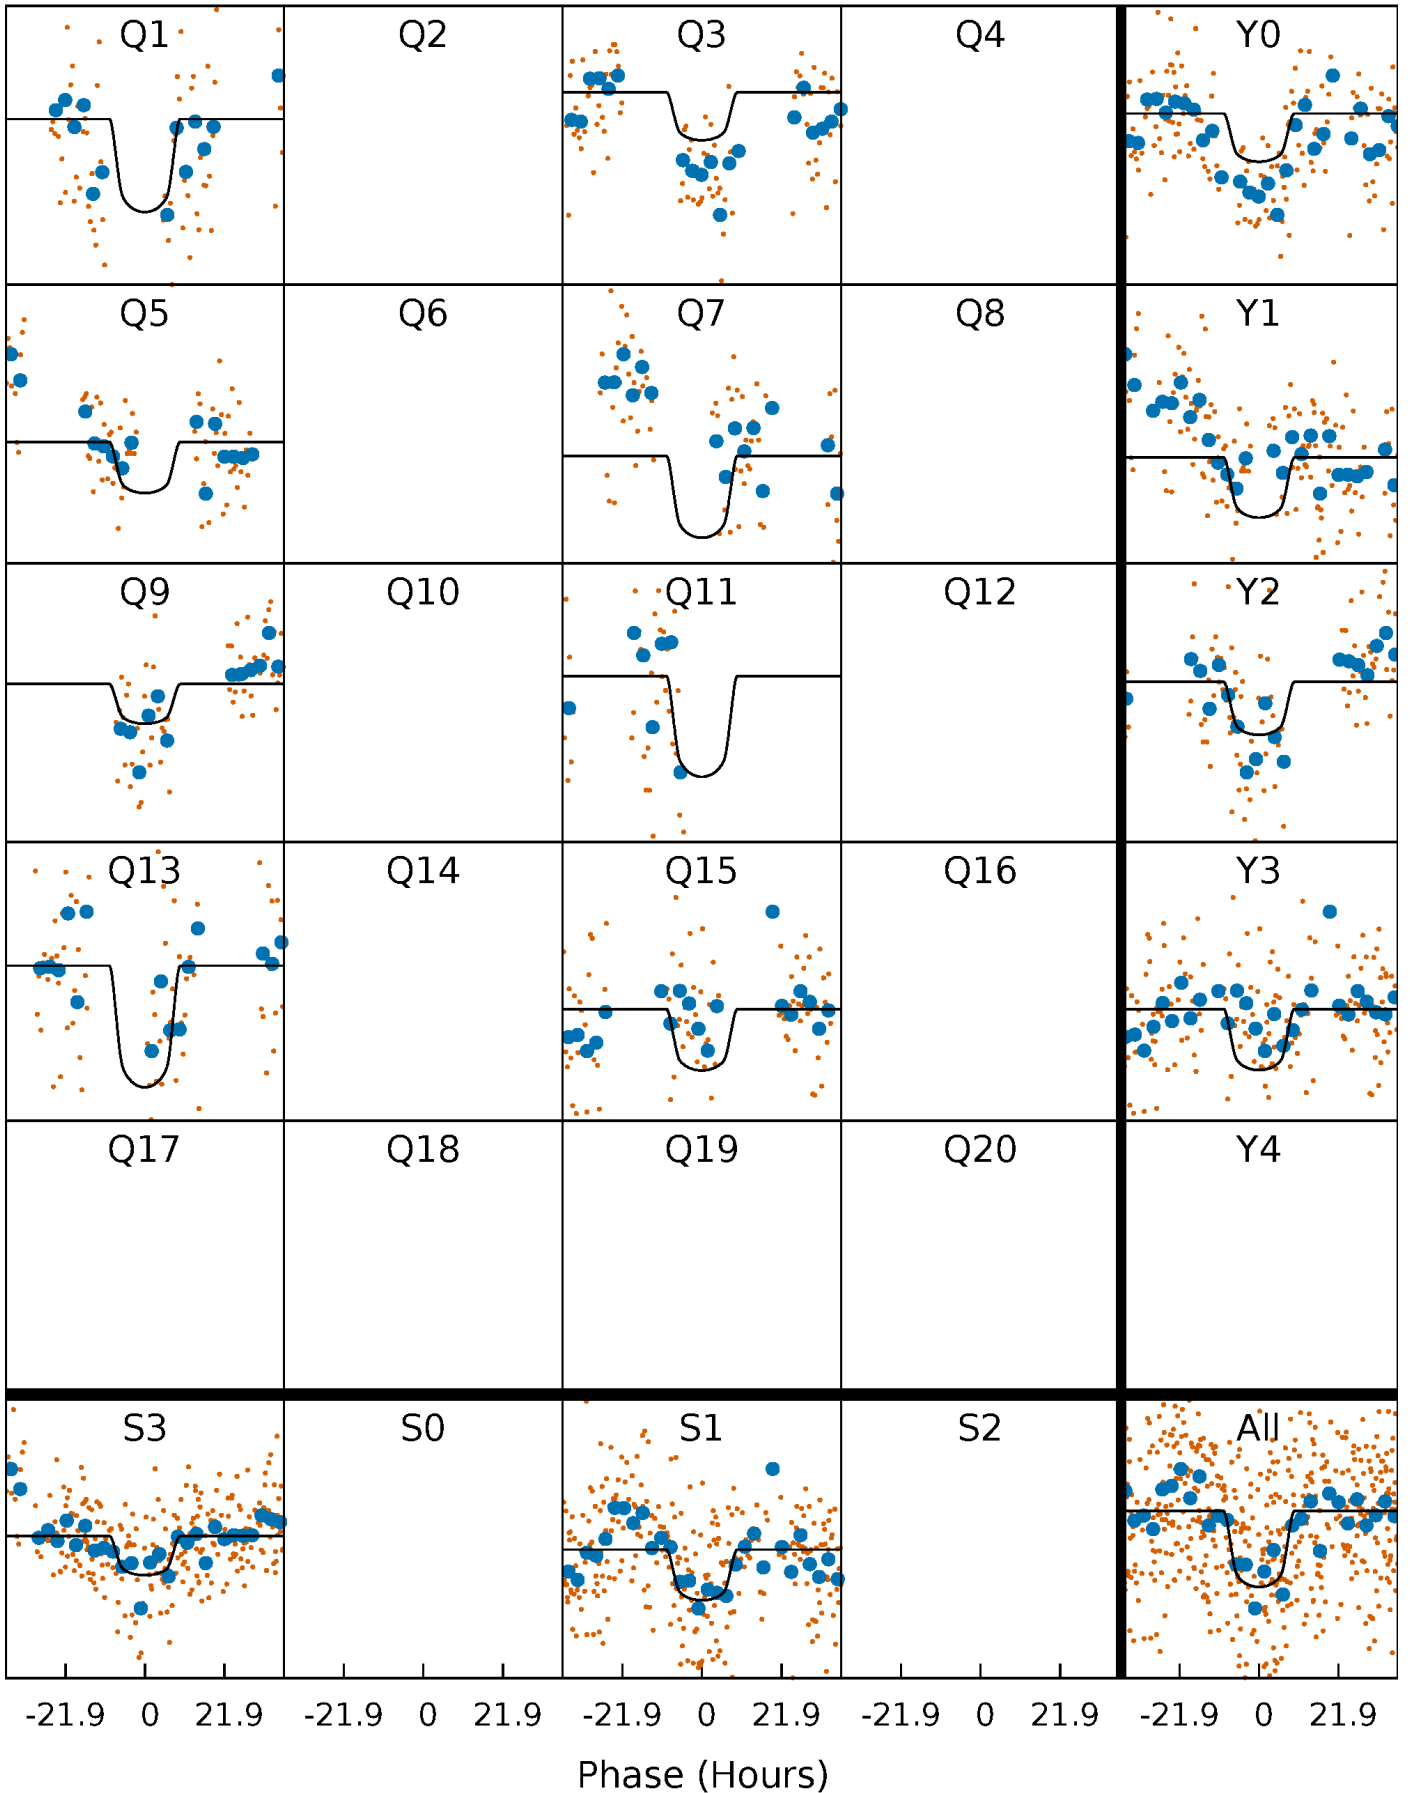 Q1 Q2 Q3 Q4 Y0
Q5 Q6 Q7 Q8 Y1
Q9 Q10 Q11 Q12 Y2
Q13 Q14 Q15 Q16 Y3
Q17 Q18 Q19 Q20 Y4
S3 S0 S1 S2 All
-21.9 0 21.9 -21.9 0 21.9 -21.9 0 21.9 -21.9 0 21.9 -21.9 0 21.9
Phase (Hours)